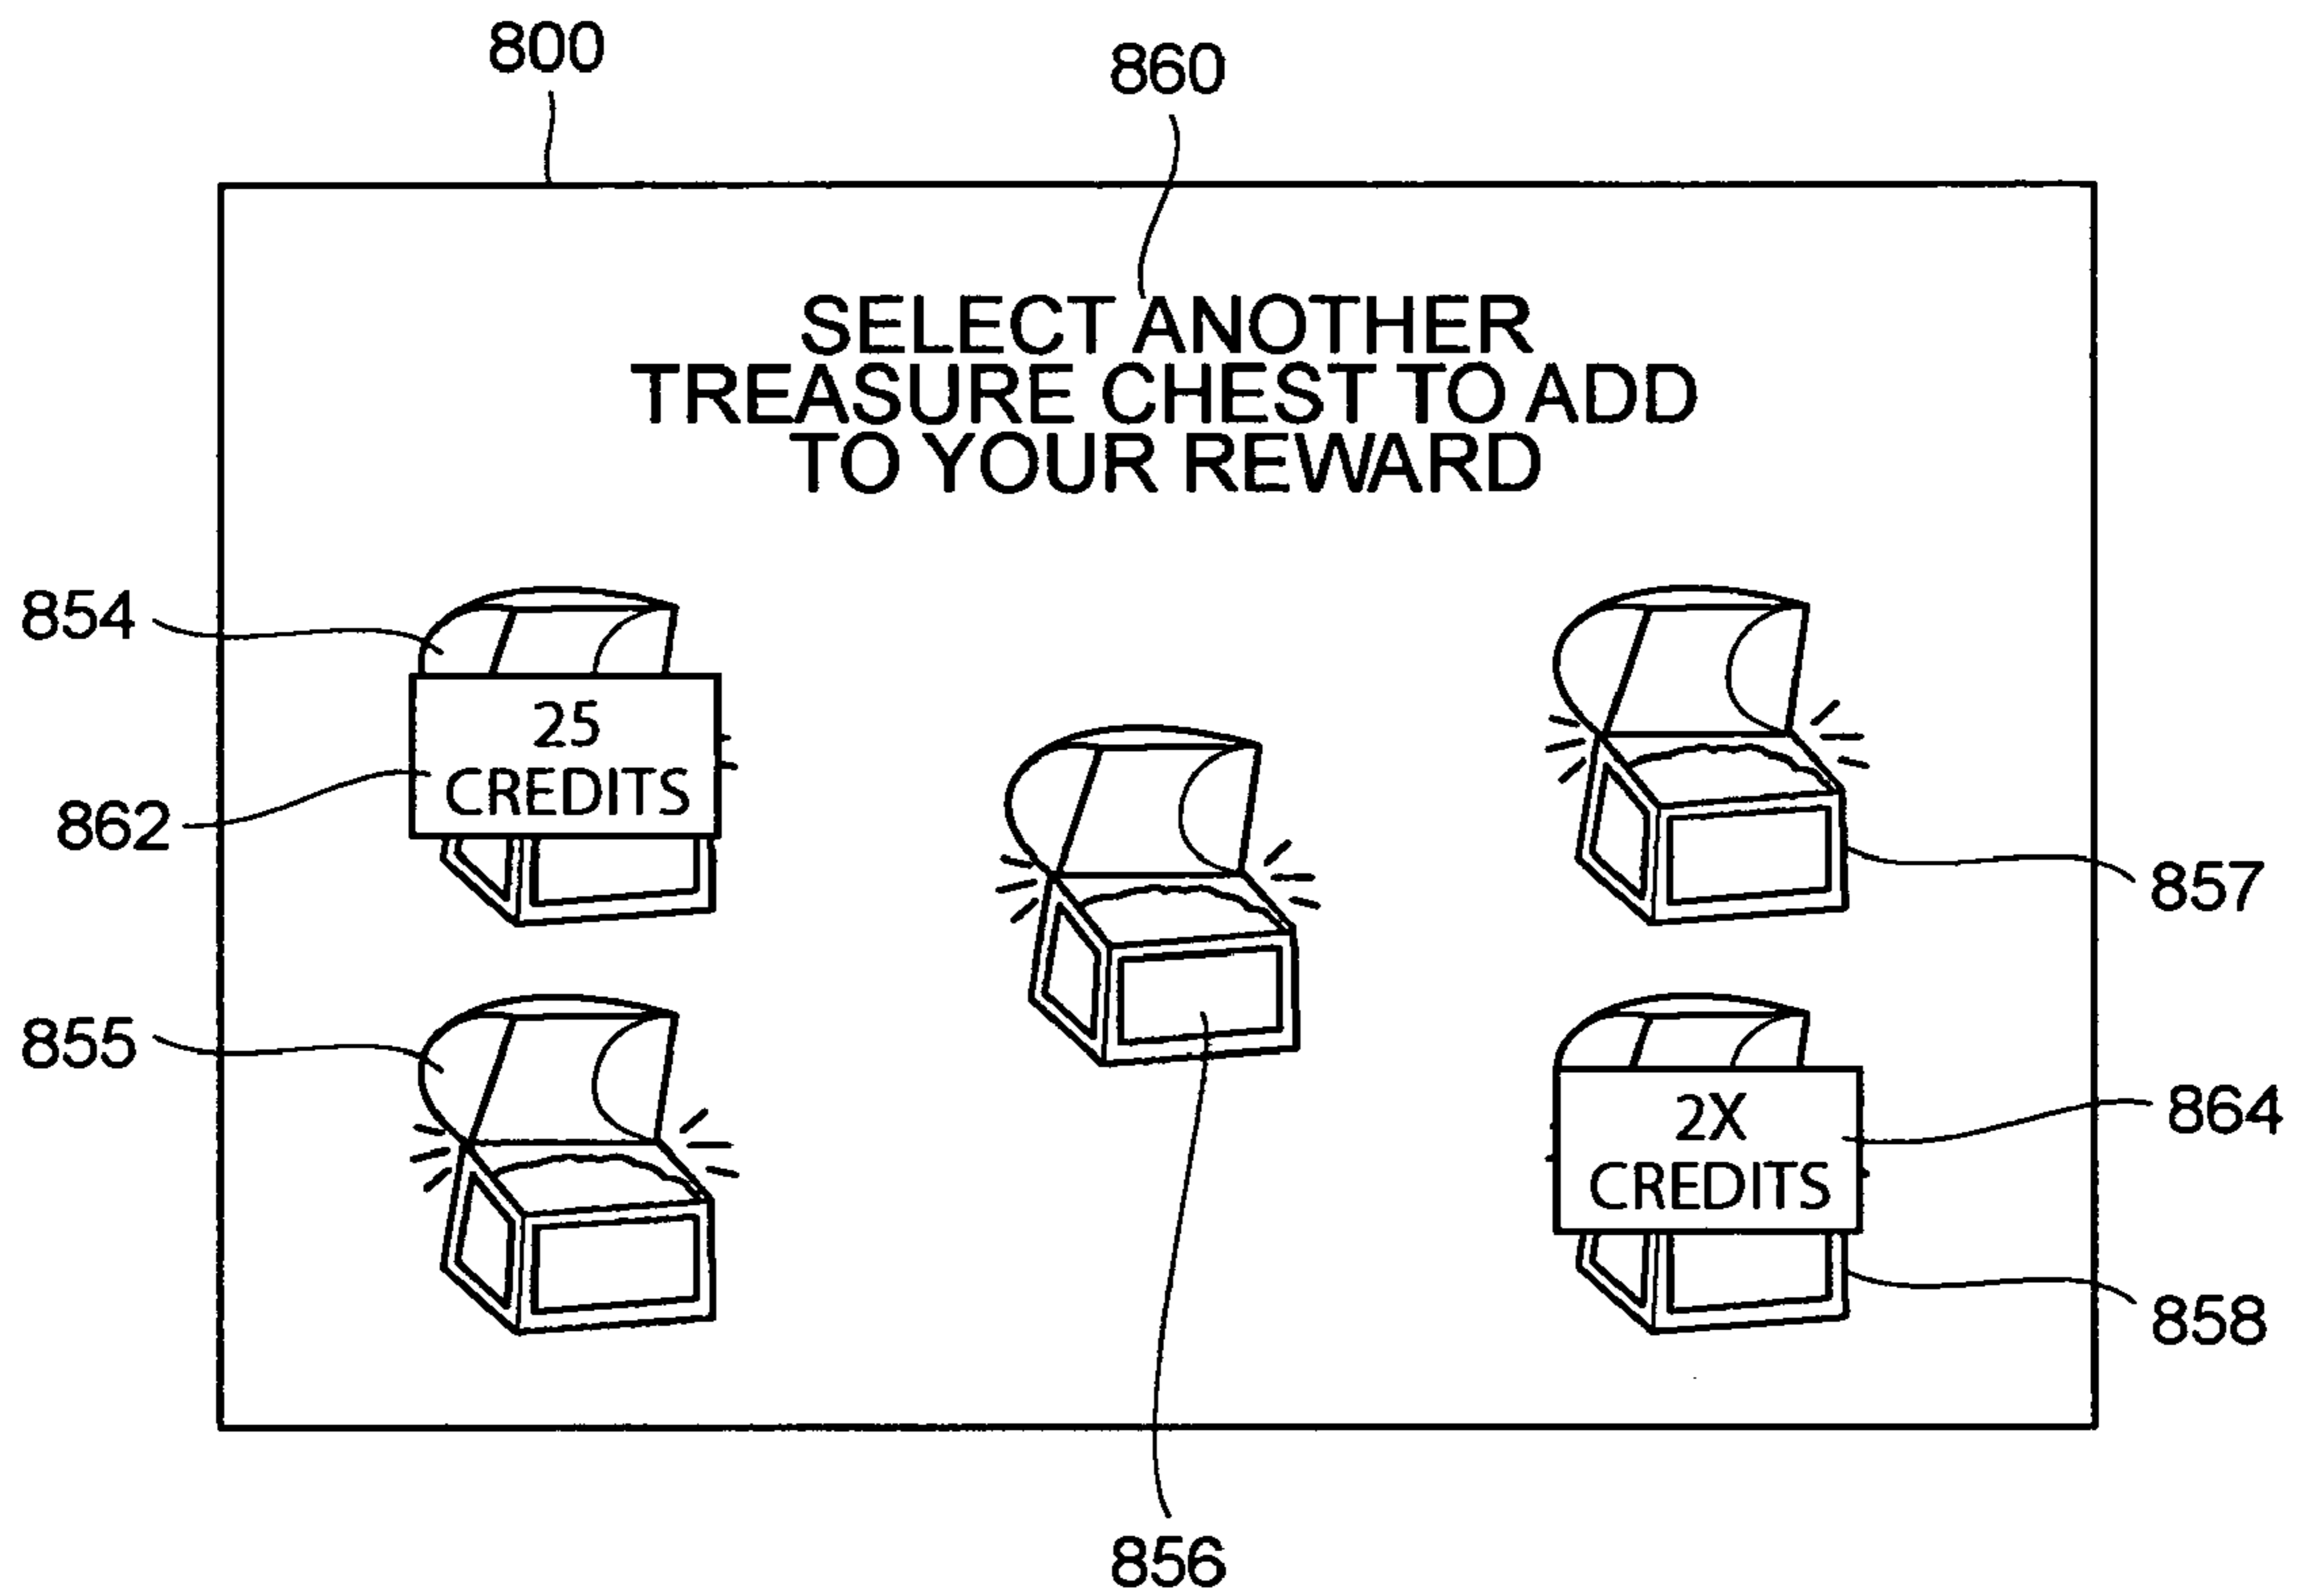 800
860
SELECT ANOTHER
TREASURE CHEST TO ADD
TO YOUR REWARD
854
25
CREDITS
862
857
855
2X
CREDITS
864
858
856